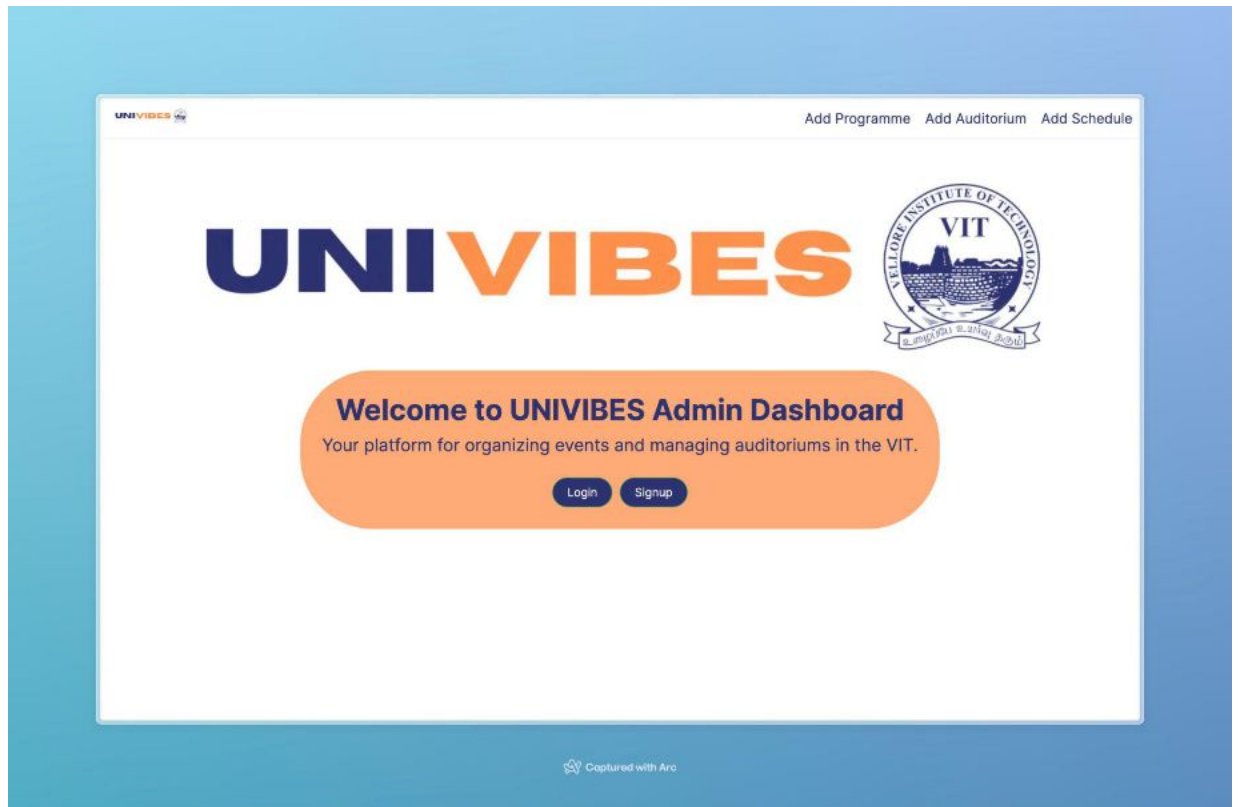 UNIVIBES
Add Programme Add Auditorium Add Schedule
UNIVIBES
VELLORE INSTITUTE OF TECHNOLOGY
VIT
Welcome to UNIVIBES Admin Dashboard
Your platform for organizing events and managing auditoriums in the VIT.
Login Signup
Captured with Arc